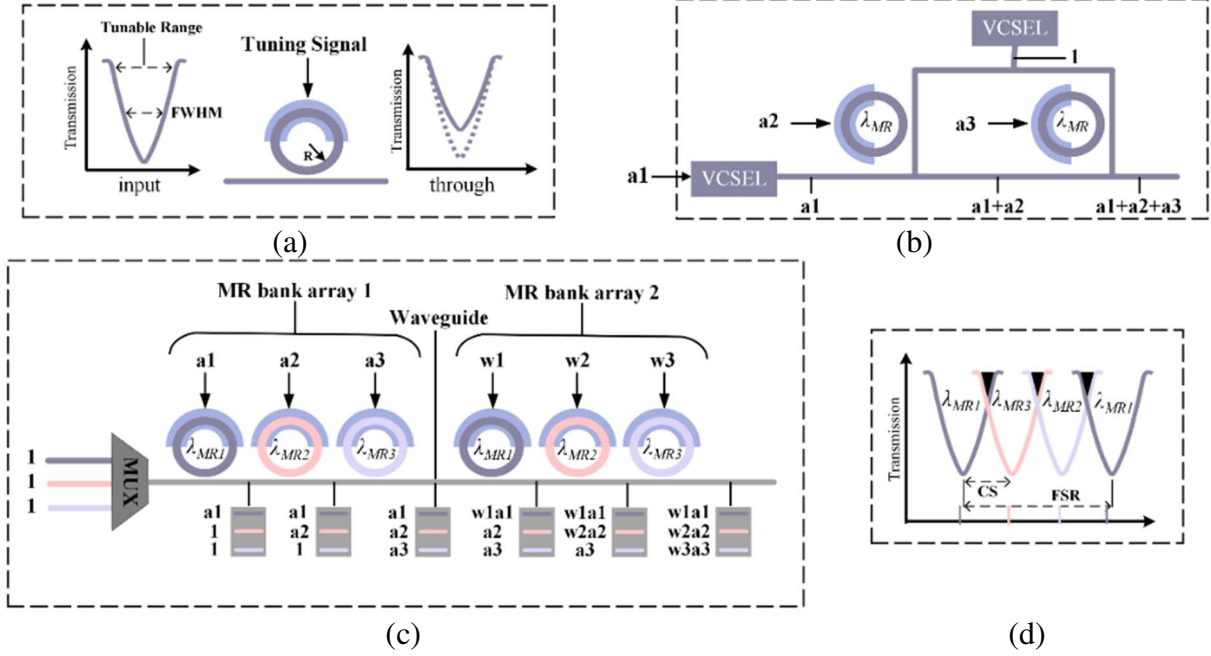 Tunable Range
Tuning Signal
Transmission
FWHM
R
Transmission
input
through
(a)
VCSEL
1
a2
λMR
a3
λMR
a1
VCSEL
a1
a1+a2
a1+a2+a3
(b)
MR bank array 1
MR bank array 2
Waveguide
a1
a2
a3
w1
w2
w3
λMR1
λMR2
λMR3
λMR1
λMR2
λMR3
1
1
1
MUX
a1
1
1
a1
a2
1
a1
a2
a3
w1a1
a2
a3
w1a1
w2a2
a3
w1a1
w2a2
w3a3
(c)
Transmission
λMR1
λMR3
λMR2
λMR1
CS
FSR
(d)